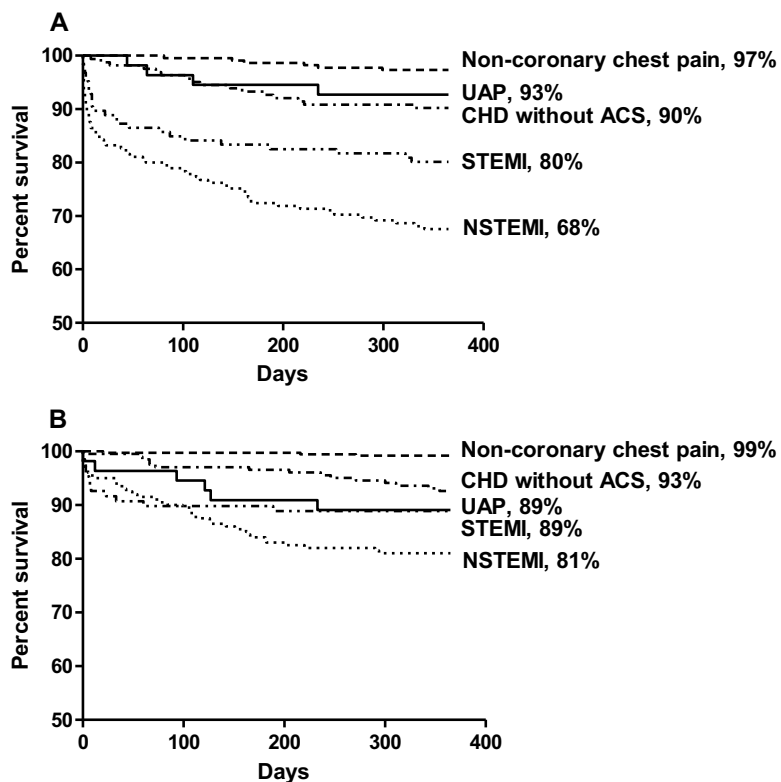 A
Percent survival
100
90
80
70
60
50
0
100
200
300
400
Days
Non-coronary chest pain, 97%
UAP, 93%
CHD without ACS, 90%
STEMI, 80%
NSTEMI, 68%
B
Percent survival
100
90
80
70
60
50
0
100
200
300
400
Days
Non-coronary chest pain, 99%
CHD without ACS, 93%
UAP, 89%
STEMI, 89%
NSTEMI, 81%